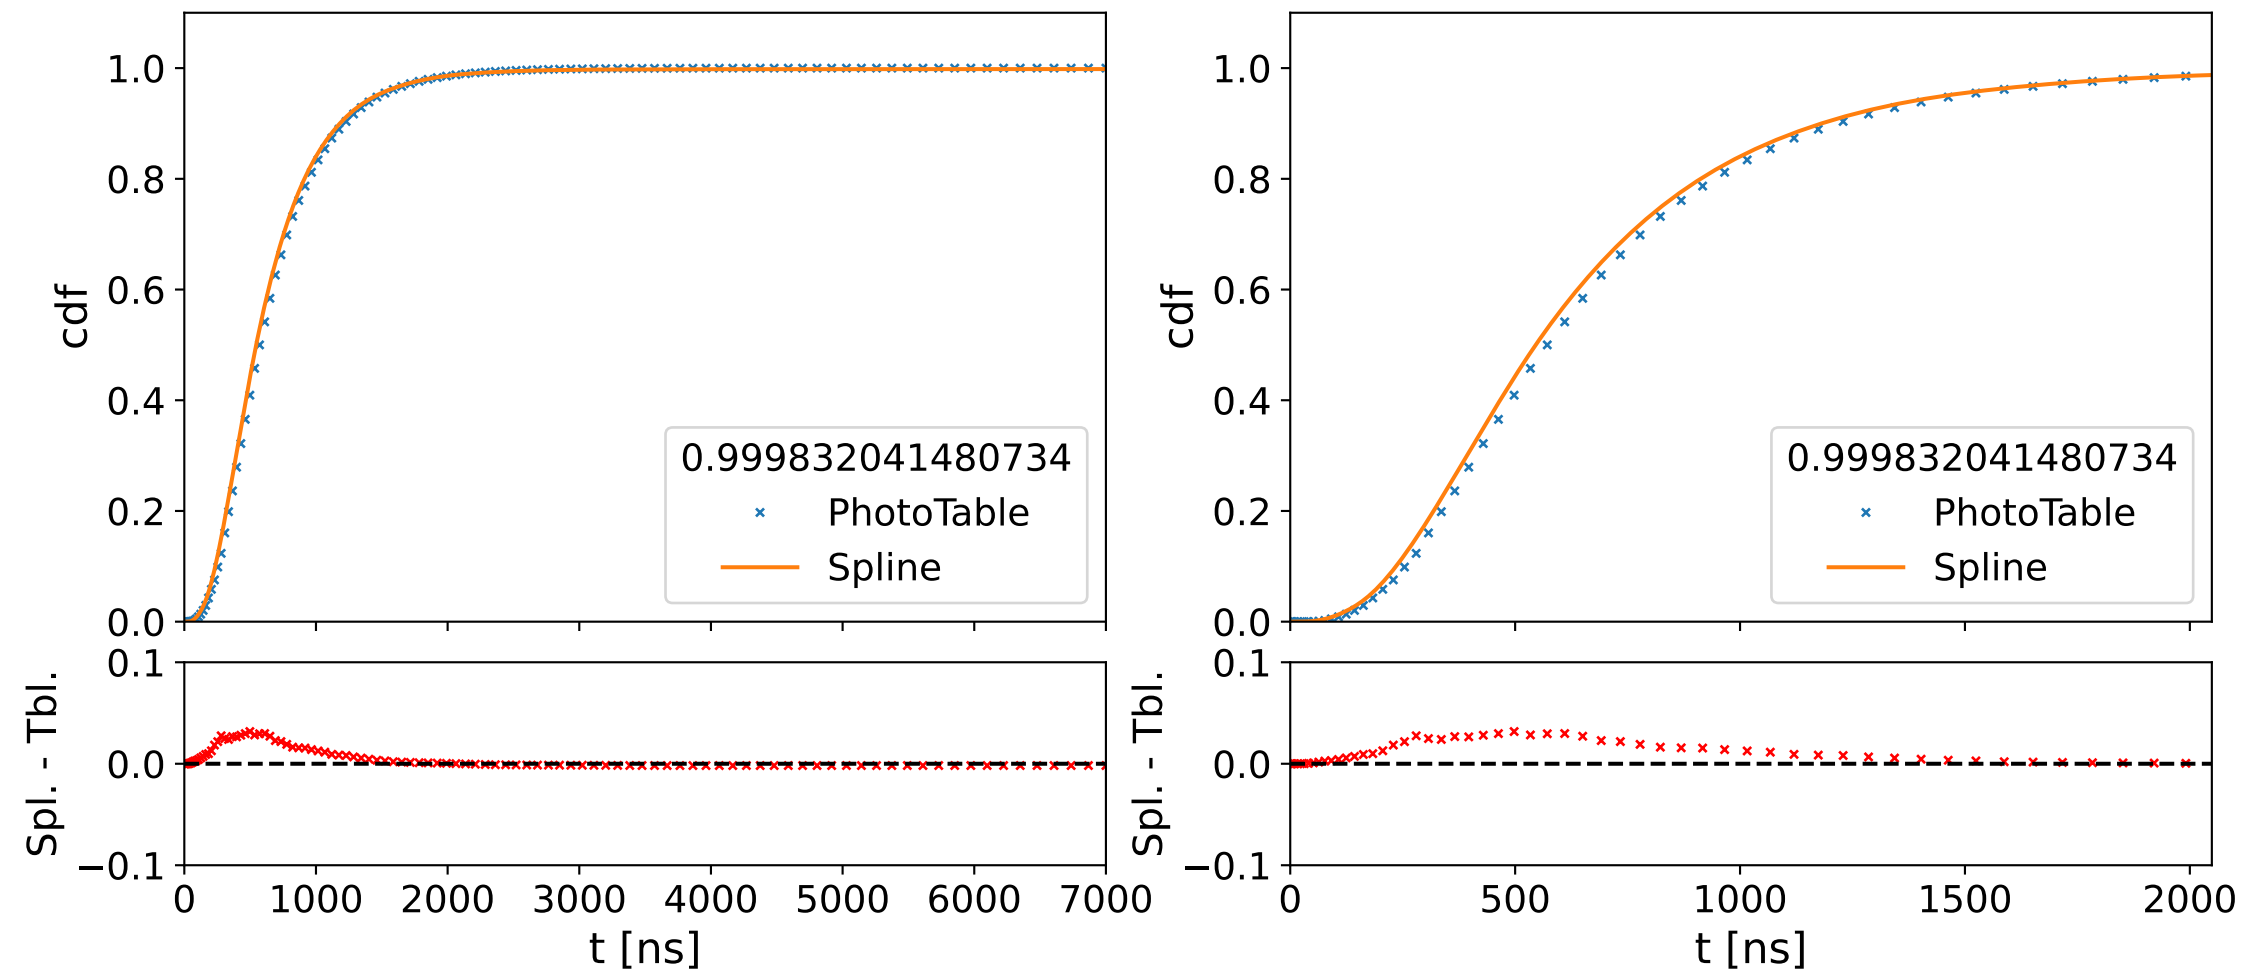 1.0
0.8
0.6
0.4
0.2
0.0
cdf
0.999832041480734
PhotoTable
Spline
0.1
0.0
−0.1
Spl. - Tbl.
0 1000 2000 3000 4000 5000 6000 7000
t [ns]
1.0
0.8
0.6
0.4
0.2
0.0
cdf
0.999832041480734
PhotoTable
Spline
0.1
0.0
−0.1
Spl. - Tbl.
0 500 1000 1500 2000
t [ns]